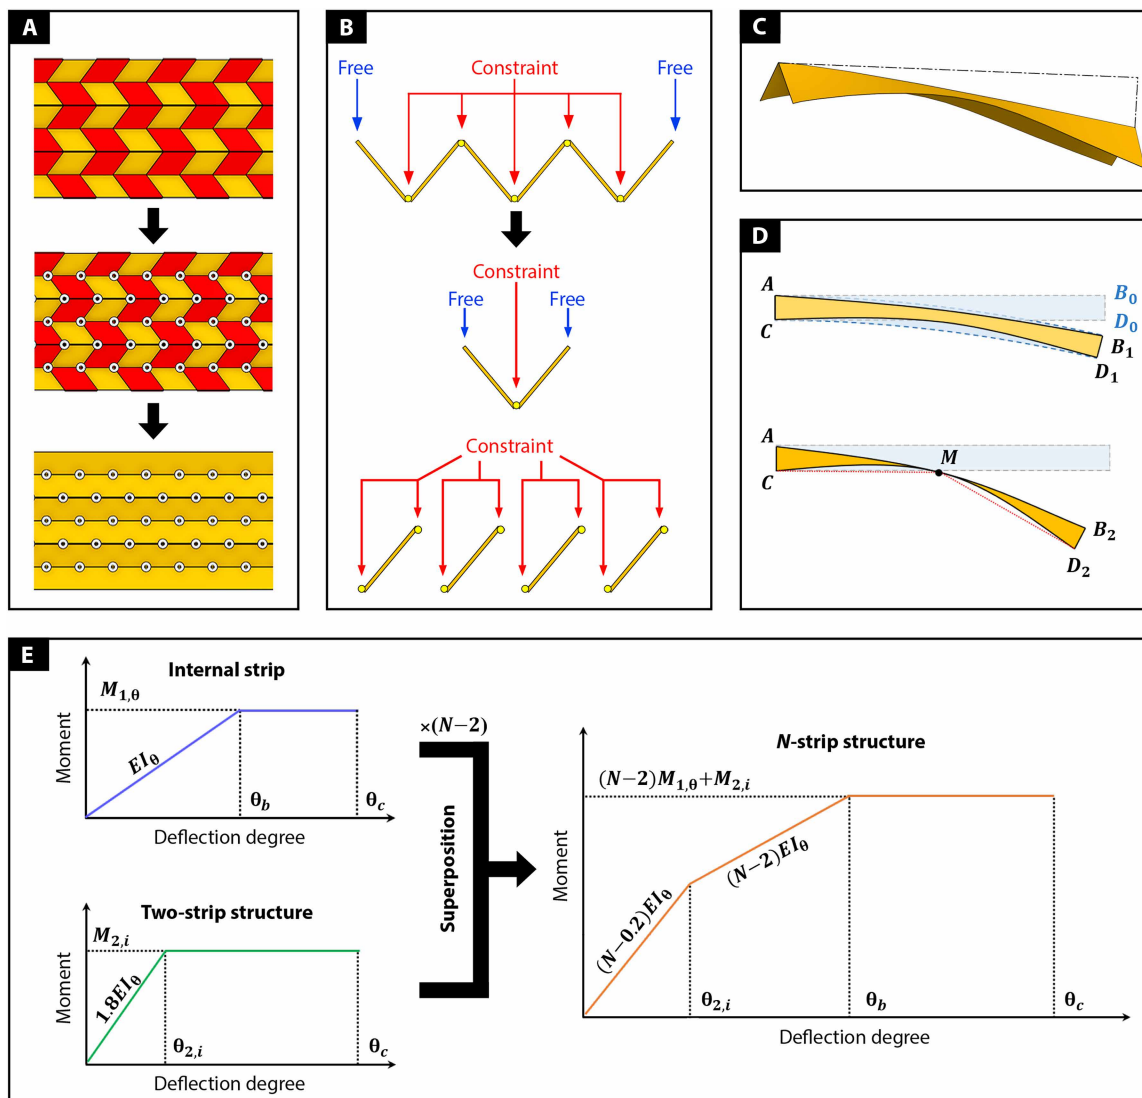 A
B
Free
Constraint
Free
Constraint
Free
Free
Constraint
C
D
A
B₀
C
D₀
B₁
D₁
A
M
C
B₂
D₂
E
Internal strip
M₁,θ
EIθ
Moment
θb
θc
Deflection degree
Two-strip structure
M₂,i
1.8EIθ
Moment
θ₂,i
θc
Deflection degree
×(N−2)
Superposition
N-strip structure
(N−2)M₁,θ+M₂,i
(N−0.2)EIθ
(N−2)EIθ
Moment
θ₂,i
θb
θc
Deflection degree